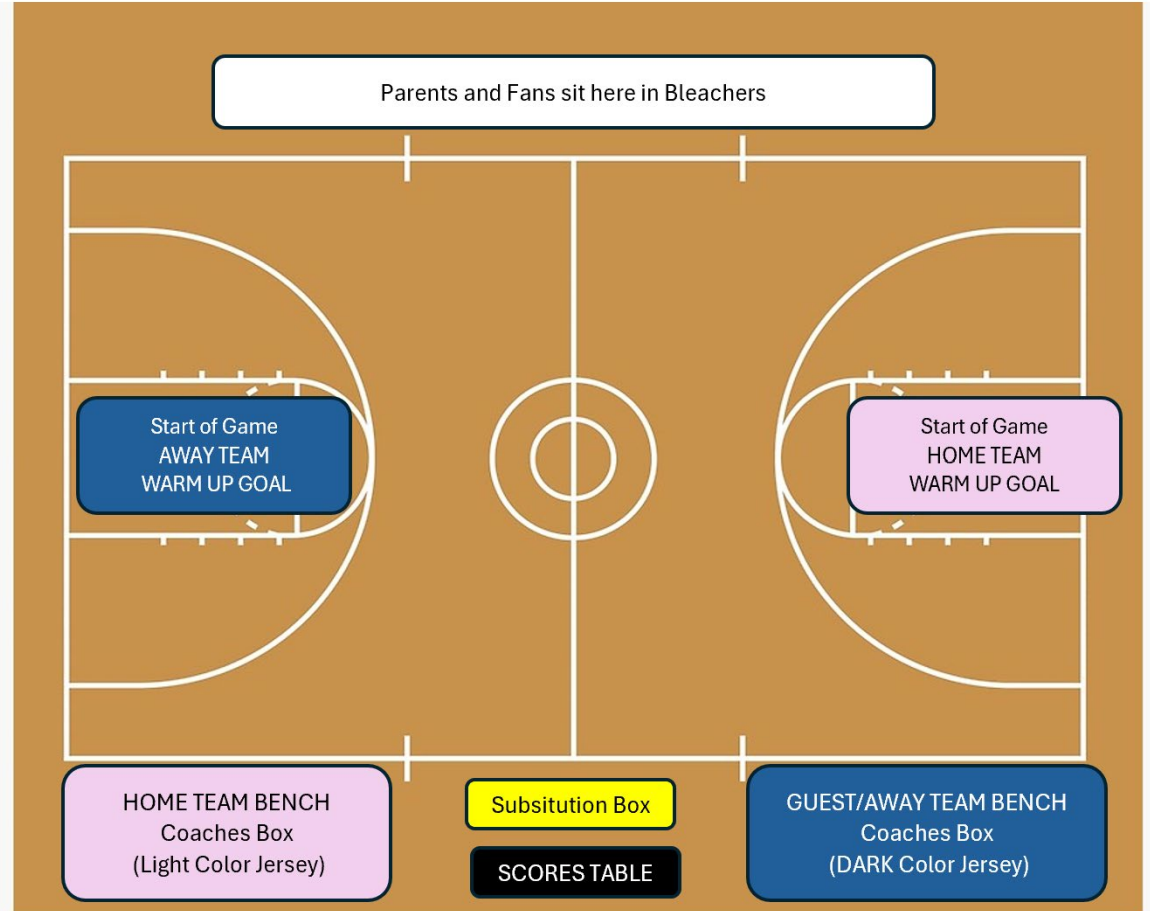 Parents and Fans sit here in Bleachers
Start of Game
AWAY TEAM
WARM UP GOAL
Start of Game
HOME TEAM
WARM UP GOAL
HOME TEAM BENCH
Coaches Box
(Light Color Jersey)
Subsitution Box
SCORES TABLE
GUEST/AWAY TEAM BENCH
Coaches Box
(DARK Color Jersey)